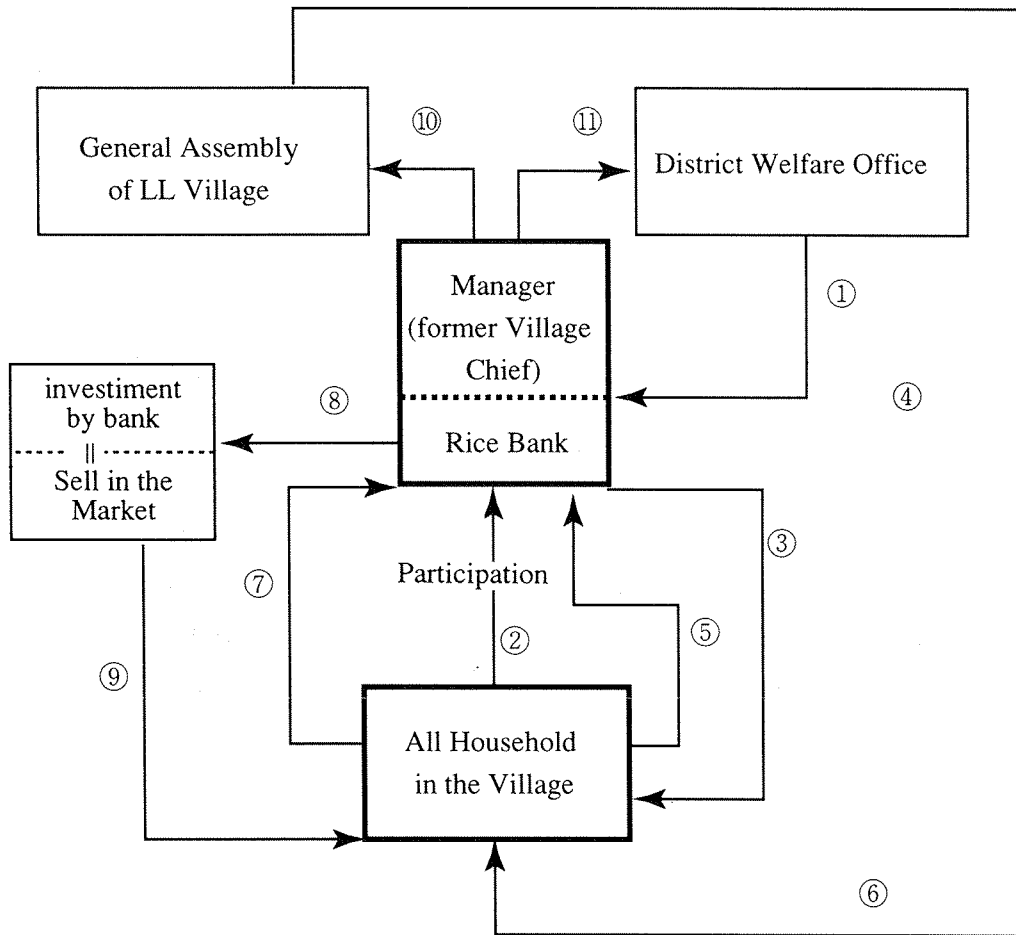 General Assembly
of LL Village
⑩
⑪
District Welfare Office
①
Manager
(former Village
Chief)
④
investiment
by bank
||
Sell in the
Market
⑧
Rice Bank
③
⑦
Participation
②
⑤
⑨
All Household
in the Village
⑥